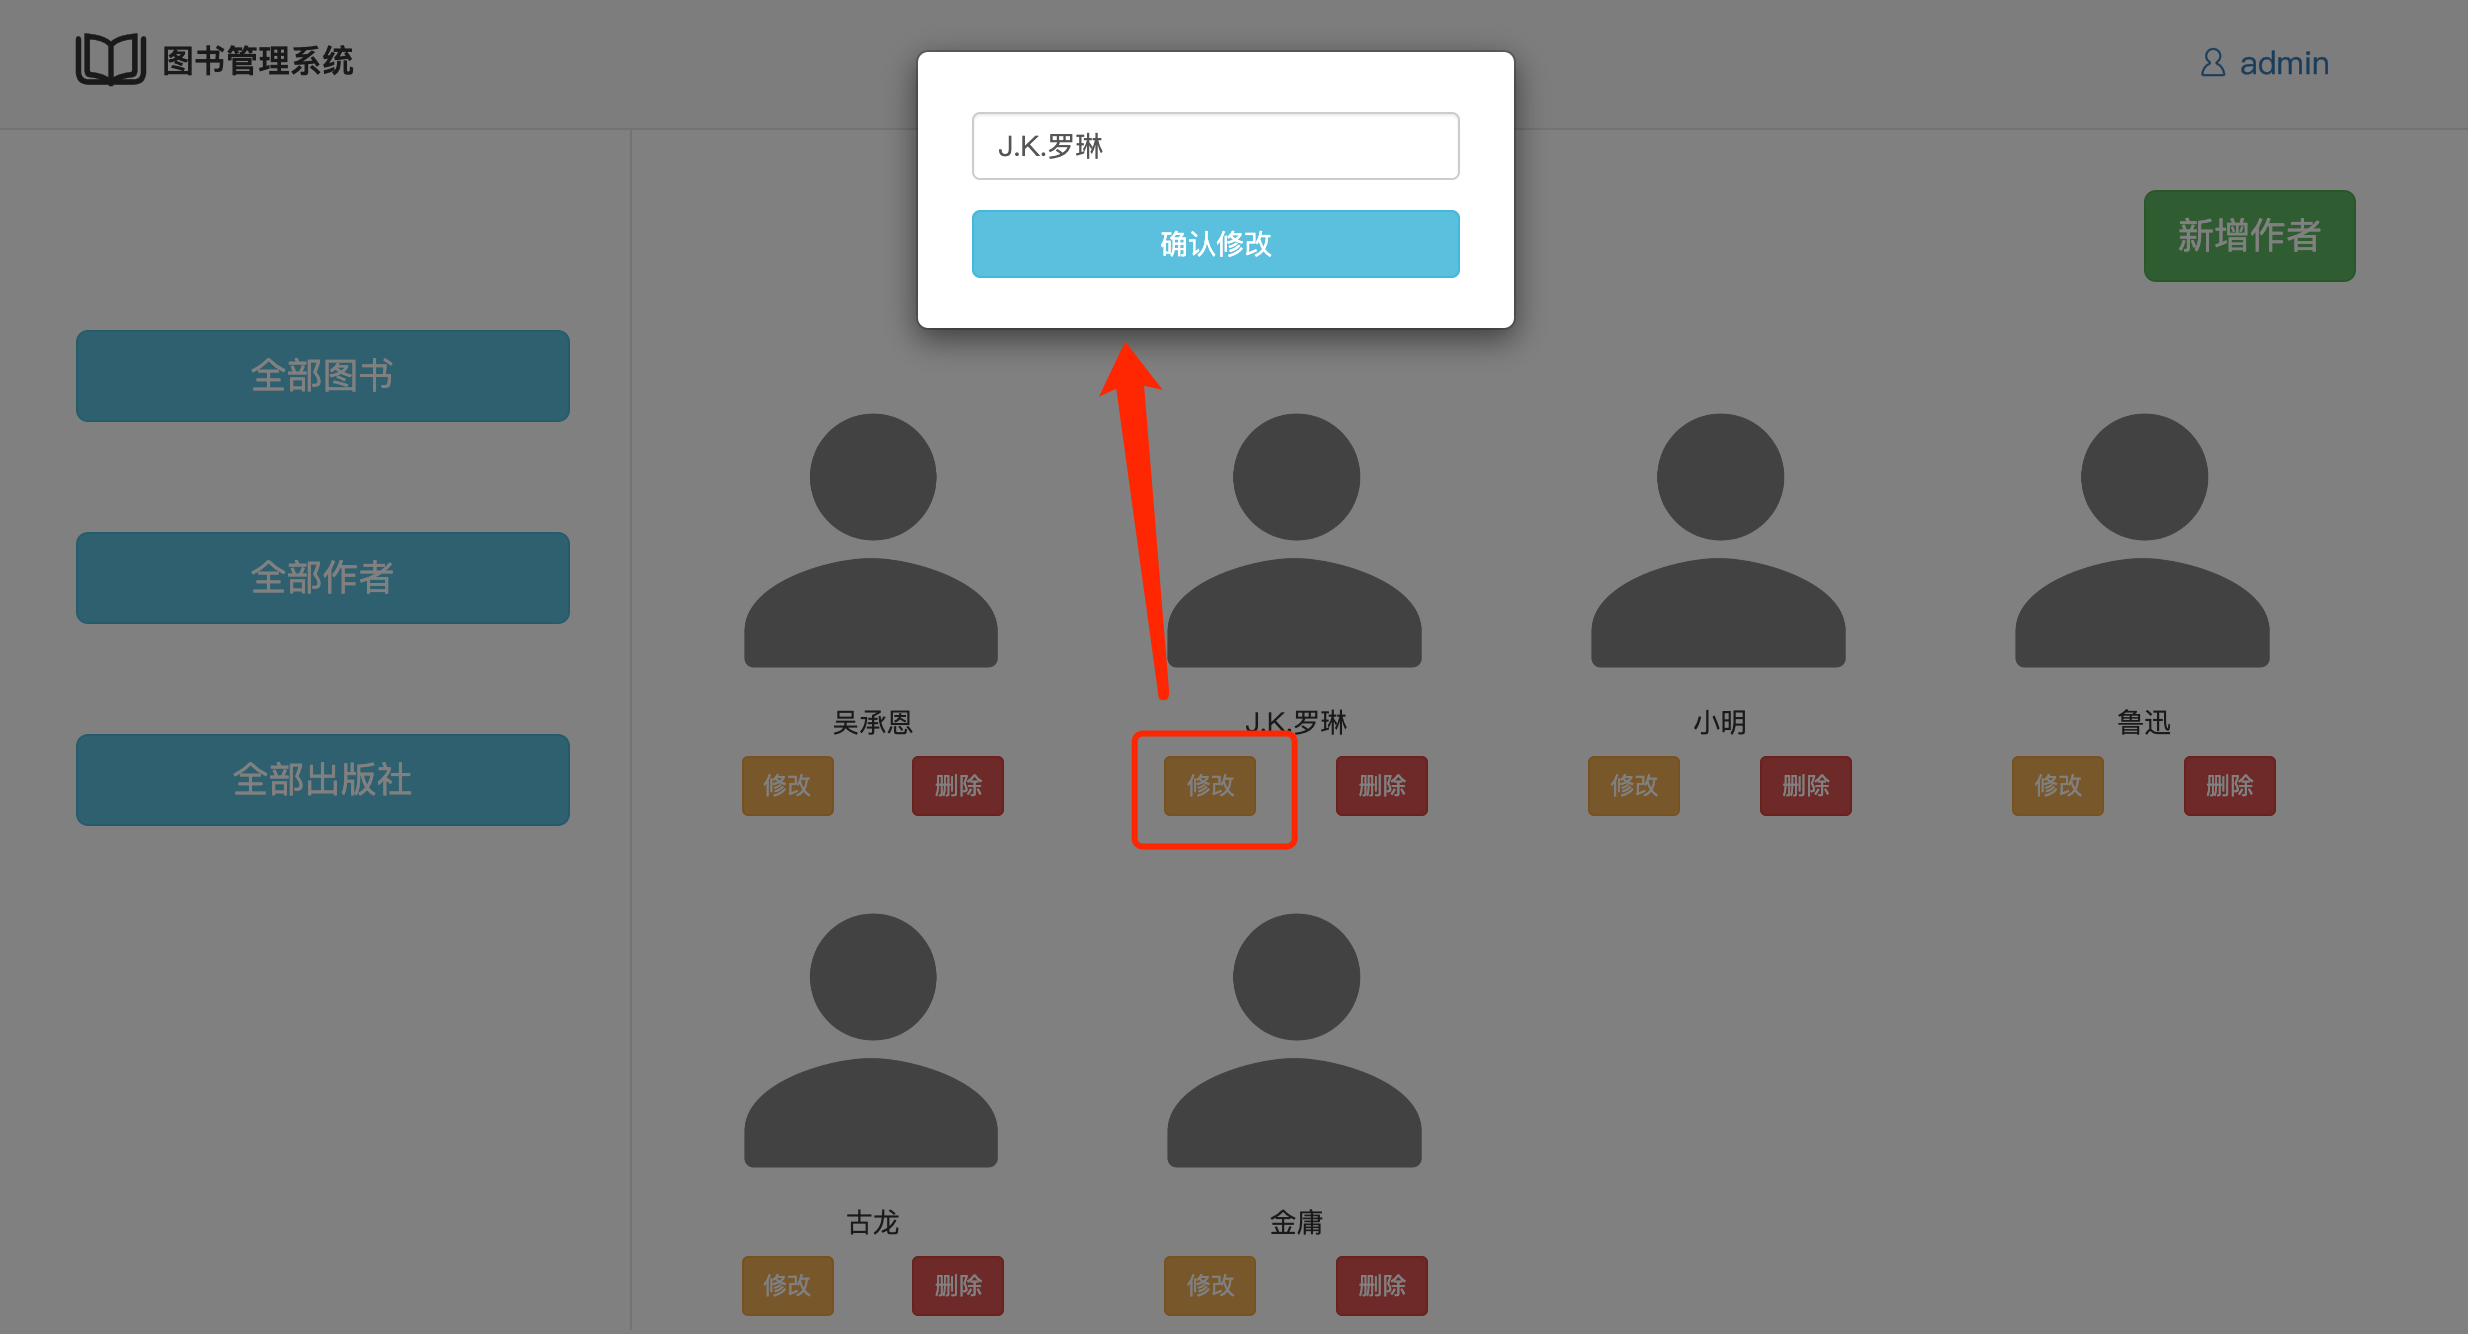 图书管理系统
admin
J.K.罗琳
确认修改
新增作者
全部图书
全部作者
全部出版社
吴承恩
J.K.罗琳
小明
鲁迅
修改
删除
修改
删除
修改
删除
修改
删除
古龙
金庸
修改
删除
修改
删除